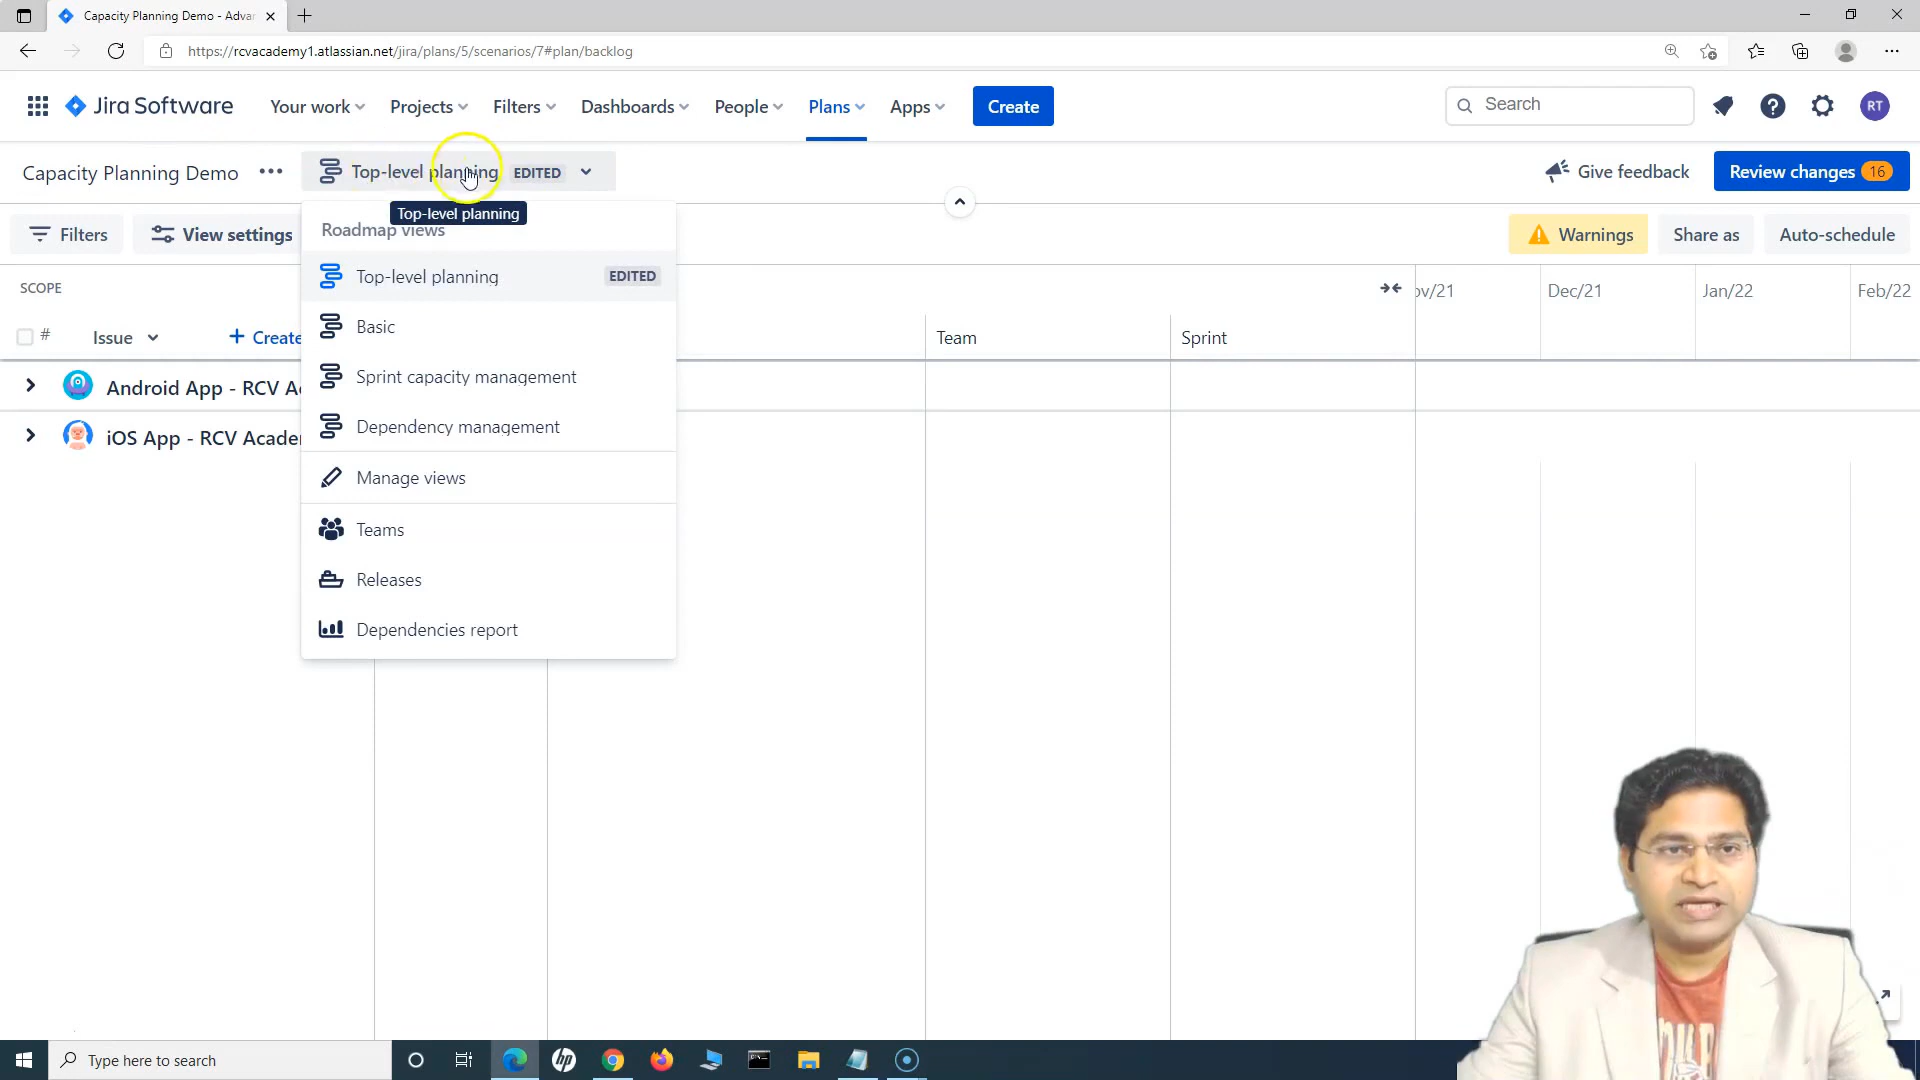 Capacity Planning Demo - Adva
https://rcvacademy1.atlassian.net/jira/plans/5/scenarios/7#plan/backlog
Jira Software
Your work
Projects
Filters
Dashboards
People
Plans
Apps
Create
Search
RT
Capacity Planning Demo
Top-level planning
EDITED
Give feedback
Review changes 16
Top-level planning
Filters
View settings
Roadmap views
Warnings
Share as
Auto-schedule
Top-level planning
EDITED
SCOPE
ov/21
Dec/21
Jan/22
Feb/22
#
Issue
+ Create
Basic
Team
Sprint
Sprint capacity management
Android App - RCV A
Dependency management
iOS App - RCV Acade
Manage views
Teams
Releases
Dependencies report
Type here to search
hp